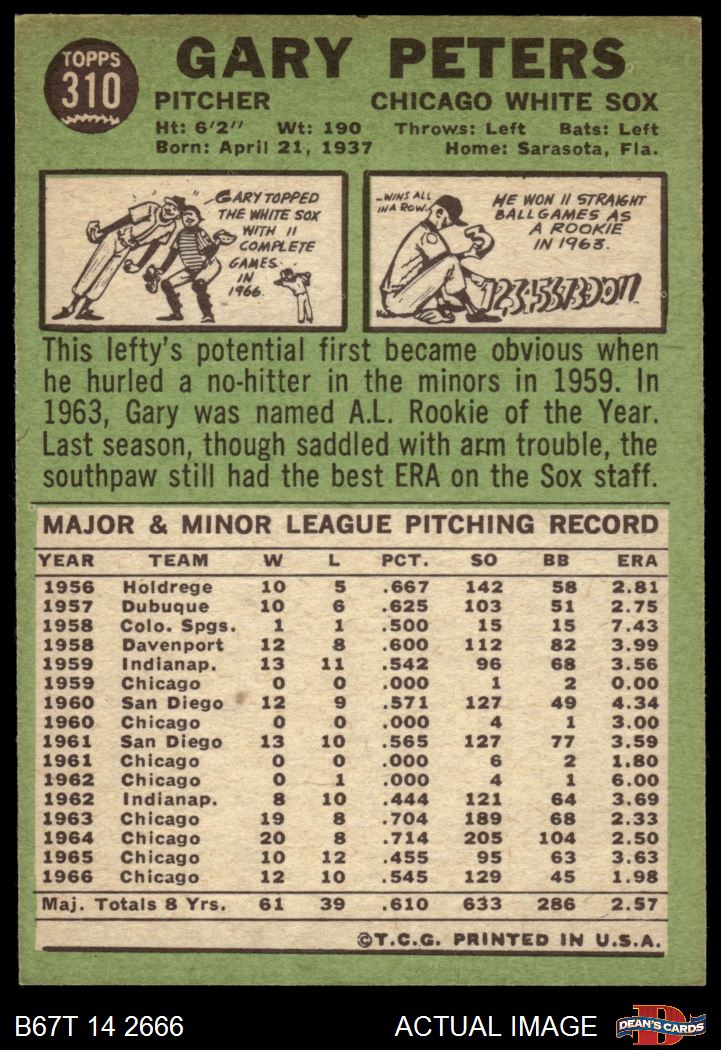 TOPPS
310
GARY PETERS
PITCHER CHICAGO WHITE SOX
Ht: 6'2" Wt: 190 Throws: Left Bats: Left
Born: April 21, 1937 Home: Sarasota, Fla.
GARY TOPPED
THE WHITE SOX
WITH 11
COMPLETE
GAMES
IN
1966.
...WINS ALL
IN A ROW..
HE WON 11 STRAIGHT
BALL GAMES AS
A ROOKIE
IN 1963.
This lefty's potential first became obvious when
he hurled a no-hitter in the minors in 1959. In
1963, Gary was named A.L. Rookie of the Year.
Last season, though saddled with arm trouble, the
southpaw still had the best ERA on the Sox staff.
MAJOR & MINOR LEAGUE PITCHING RECORD
YEAR TEAM W L PCT. SO BB ERA
1956 Holdrege 10 5 .667 142 58 2.81
1957 Dubuque 10 6 .625 103 51 2.75
1958 Colo. Spgs. 1 1 .500 15 15 7.43
1958 Davenport 12 8 .600 112 82 3.99
1959 Indianap. 13 11 .542 96 68 3.56
1959 Chicago 0 0 .000 1 2 0.00
1960 San Diego 12 9 .571 127 49 4.34
1960 Chicago 0 0 .000 4 1 3.00
1961 San Diego 13 10 .565 127 77 3.59
1961 Chicago 0 0 .000 6 2 1.80
1962 Chicago 0 1 .000 4 1 6.00
1962 Indianap. 8 10 .444 121 64 3.69
1963 Chicago 19 8 .704 189 68 2.33
1964 Chicago 20 8 .714 205 104 2.50
1965 Chicago 10 12 .455 95 63 3.63
1966 Chicago 12 10 .545 129 45 1.98
Maj. Totals 8 Yrs. 61 39 .610 633 286 2.57
©T.C.G. PRINTED IN U.S.A.
B67T 14 2666 ACTUAL IMAGE DEAN'S CARDS